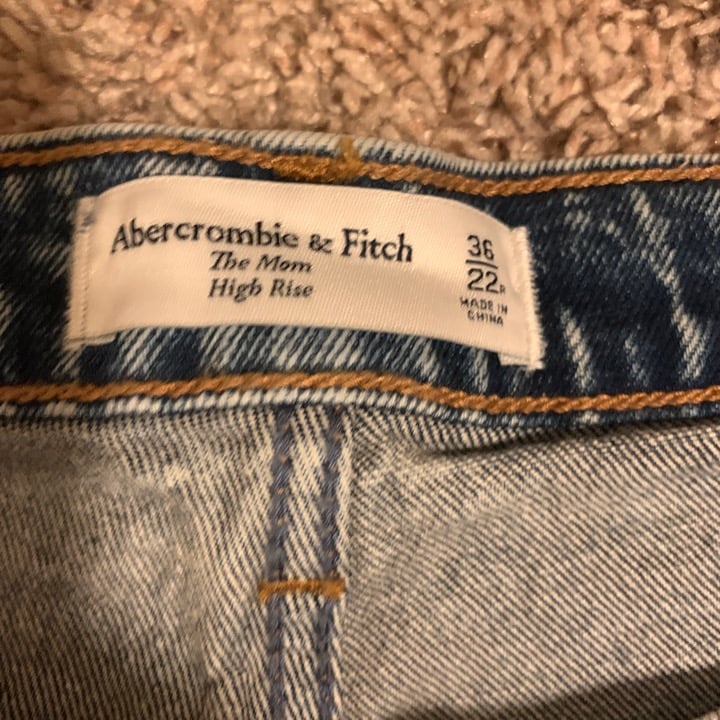 Abercrombie & Fitch
The Mom
High Rise
36
22R
MADE IN
CHINA